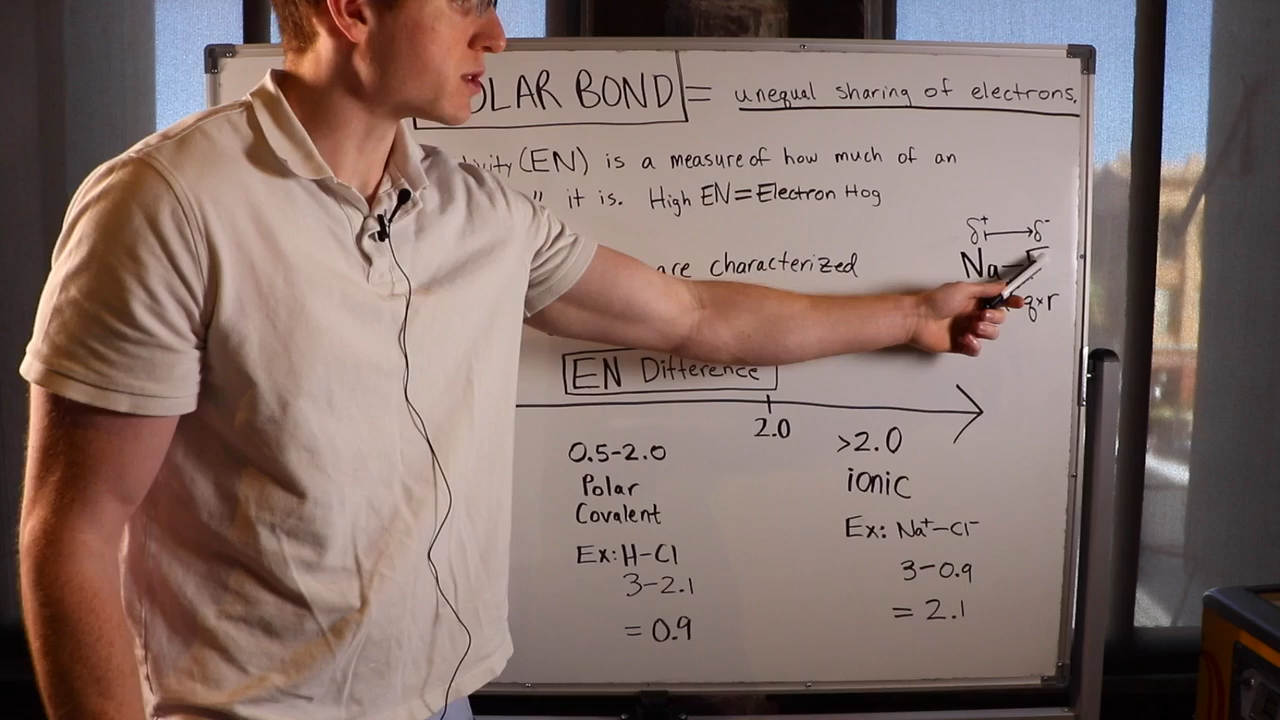 OLAR BOND = unequal sharing of electrons.
(EN) is a measure of how much of an
" it is. High EN=Electron Hog
δ+ δ-
are characterized
Na-F
q×r
EN Difference
2.0
0.5-2.0
Polar
Covalent
Ex: H-Cl
3-2.1
= 0.9
>2.0
ionic
Ex: Na+-Cl-
3-0.9
= 2.1